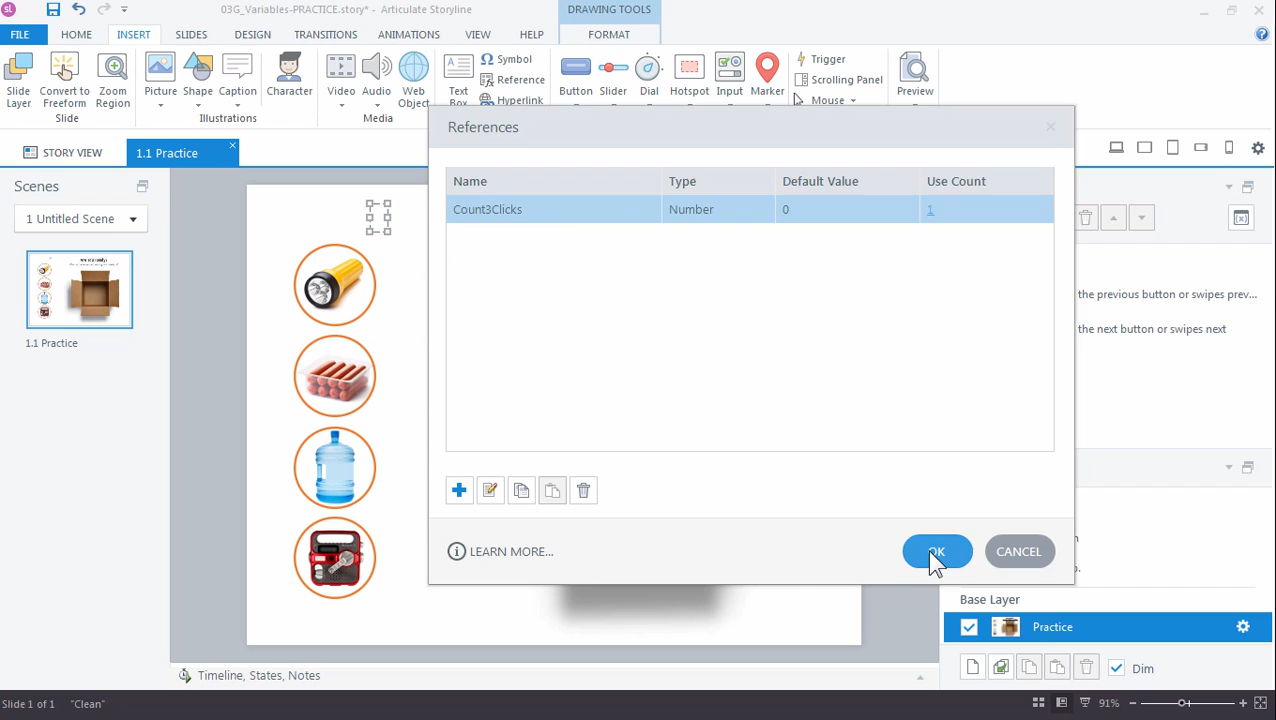 sl
03G_Variables-PRACTICE.story* - Articulate Storyline
DRAWING TOOLS
FILE
HOME
INSERT
SLIDES
DESIGN
TRANSITIONS
ANIMATIONS
VIEW
HELP
FORMAT
Slide Layer
Convert to Freeform
Zoom Region
Slide
Picture
Shape
Caption
Character
Illustrations
Video
Audio
Web Object
Media
Text Box
Symbol
Reference
Hyperlink
Button
Slider
Dial
Hotspot
Input
Marker
Trigger
Scrolling Panel
Mouse
Preview
STORY VIEW
1.1 Practice
Scenes
1 Untitled Scene
1.1 Practice
References
Name Type Default Value Use Count
Count3Clicks Number 0 1
LEARN MORE...
OK
CANCEL
the previous button or swipes prev...
the next button or swipes next
Base Layer
Practice
Dim
Timeline, States, Notes
Slide 1 of 1 "Clean"
91%